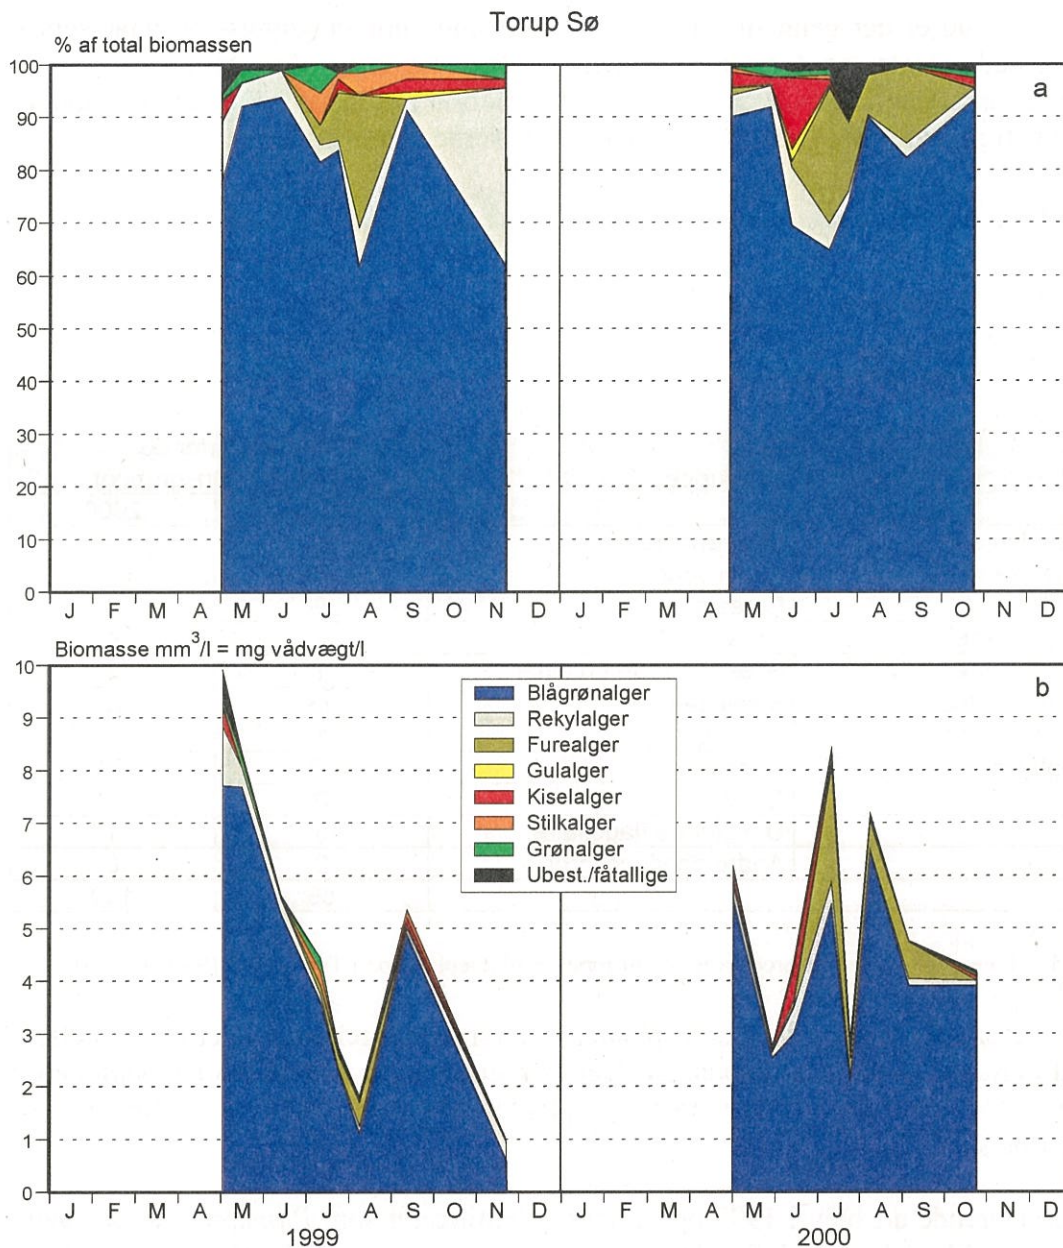 Torup Sø
% af total biomassen
a
100
90
80
70
60
50
40
30
20
10
0
J F M A M J J A S O N D J F M A M J J A S O N D
Biomasse mm³/l = mg vådvægt/l
b
10
9
8
7
6
5
4
3
2
1
0
Blågrønalger
Rekylalger
Furealger
Gulalger
Kiselalger
Stilkalger
Grønalger
Ubest./fåtallige
J F M A M J J A S O N D J F M A M J J A S O N D
1999 2000